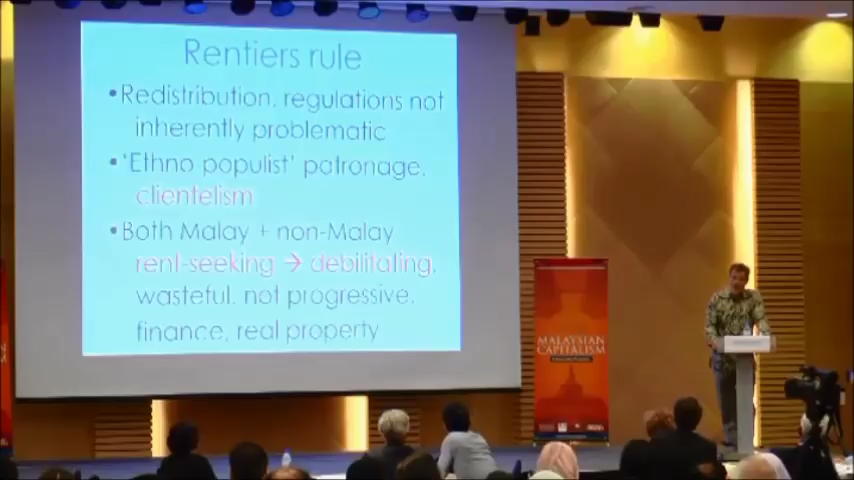 Rentiers rule
•Redistribution, regulations not
inherently problematic
•'Ethno populist' patronage,
clientelism
•Both Malay + non-Malay
rent-seeking → debilitating,
wasteful, not progressive,
finance, real property
MALAYSIAN
CAPITALISM